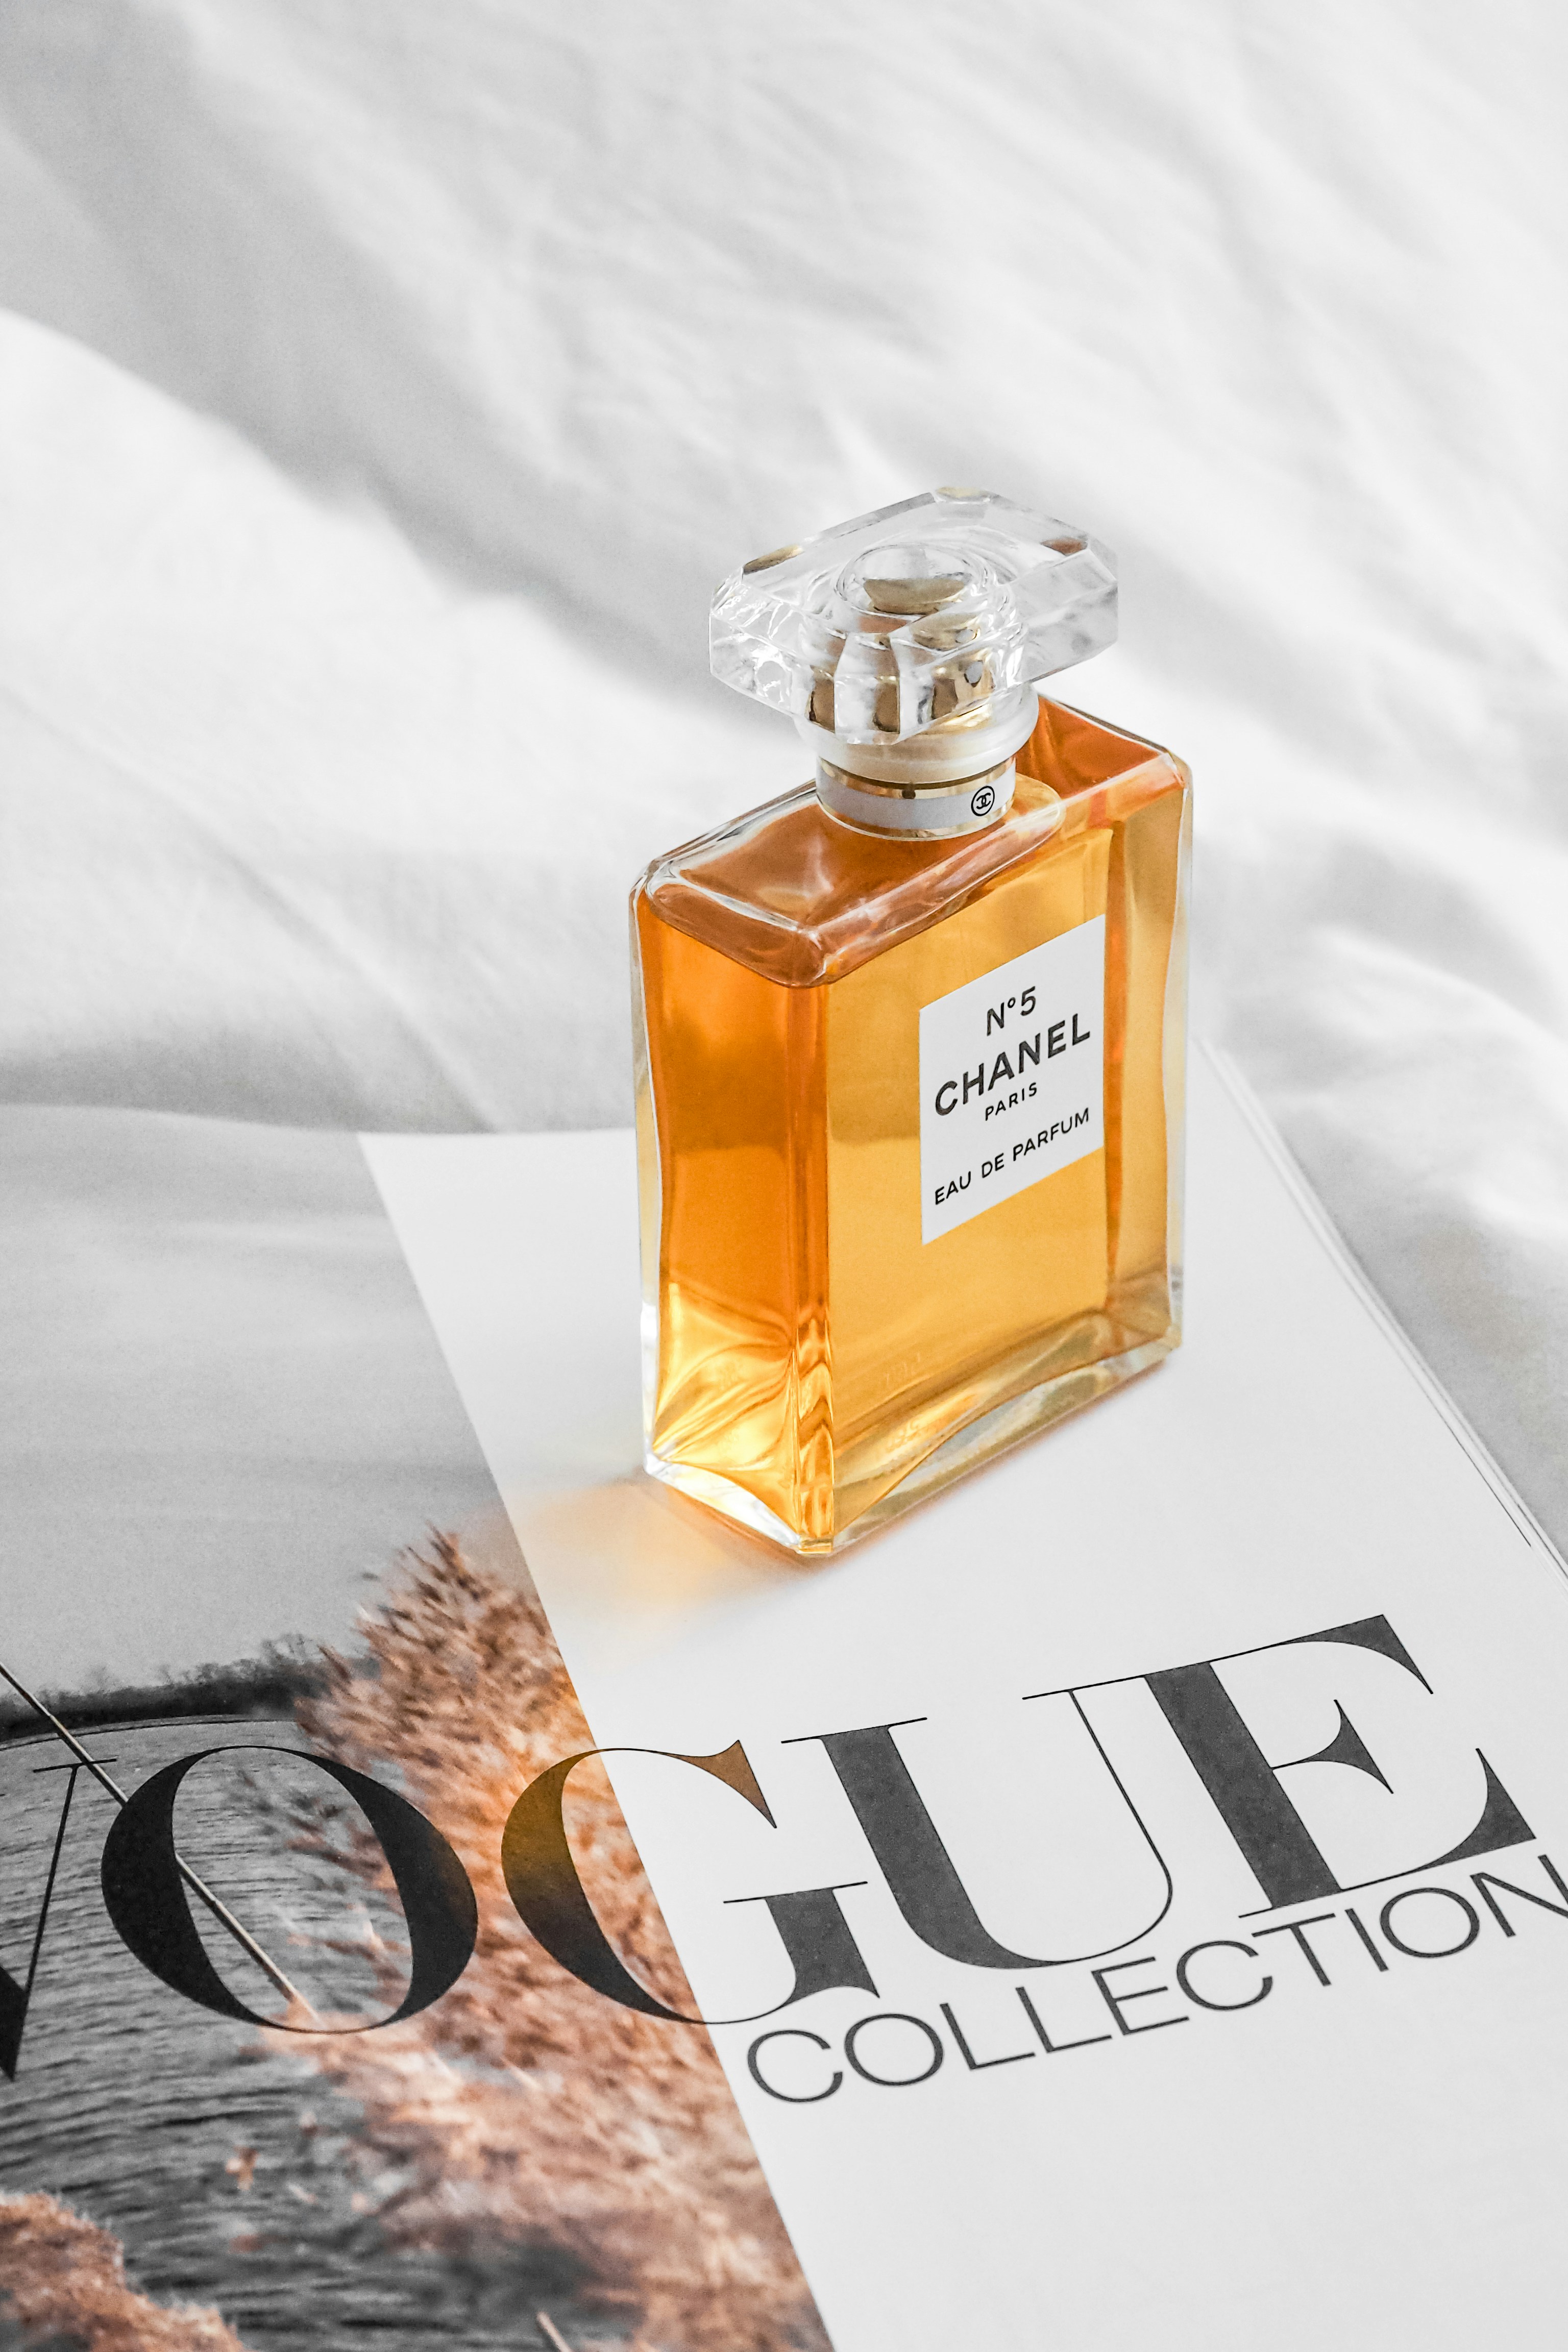 N°5
CHANEL
PARIS
EAU DE PARFUM
VOGUE
COLLECTION